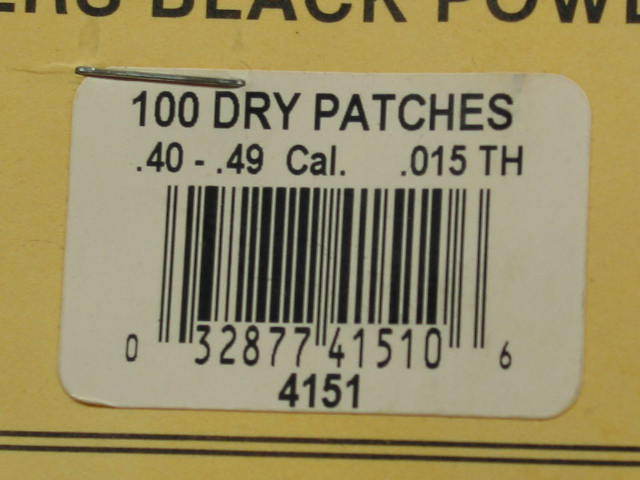 BLACK
100 DRY PATCHES
.40 - .49 Cal. .015 TH
0 32877 41510 6
4151